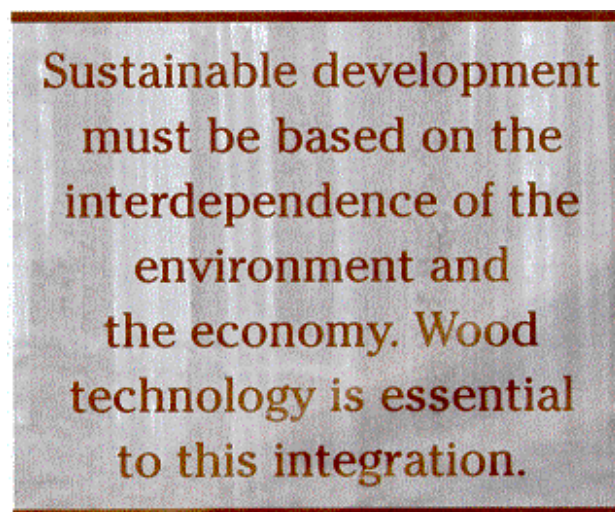 Sustainable development
must be based on the
interdependence of the
environment and
the economy. Wood
technology is essential
to this integration.